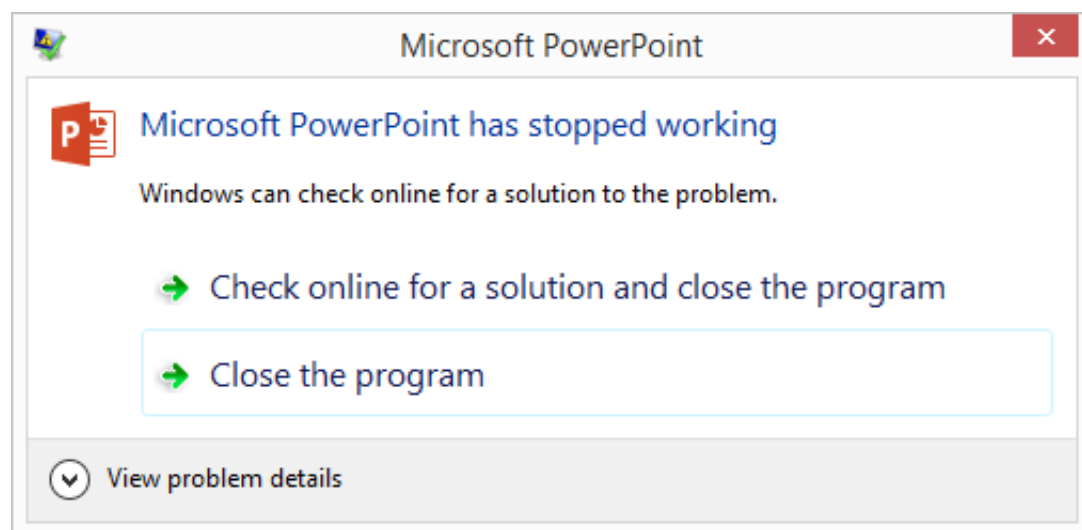 Microsoft PowerPoint
Microsoft PowerPoint has stopped working
Windows can check online for a solution to the problem.
Check online for a solution and close the program
Close the program
View problem details